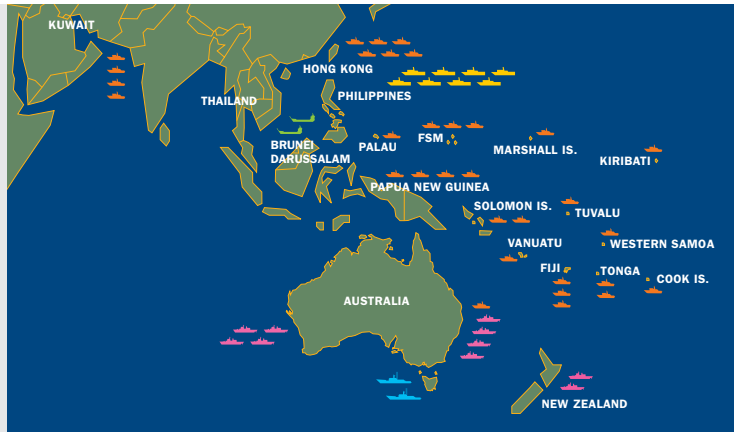 KUWAIT
HONG KONG
THAILAND
PHILIPPINES
BRUNEI
DARUSSALAM
PALAU
FSM
MARSHALL IS.
KIRIBATI
PAPUA NEW GUINEA
SOLOMON IS.
TUVALU
VANUATU
WESTERN SAMOA
FIJI
TONGA
COOK IS.
AUSTRALIA
NEW ZEALAND